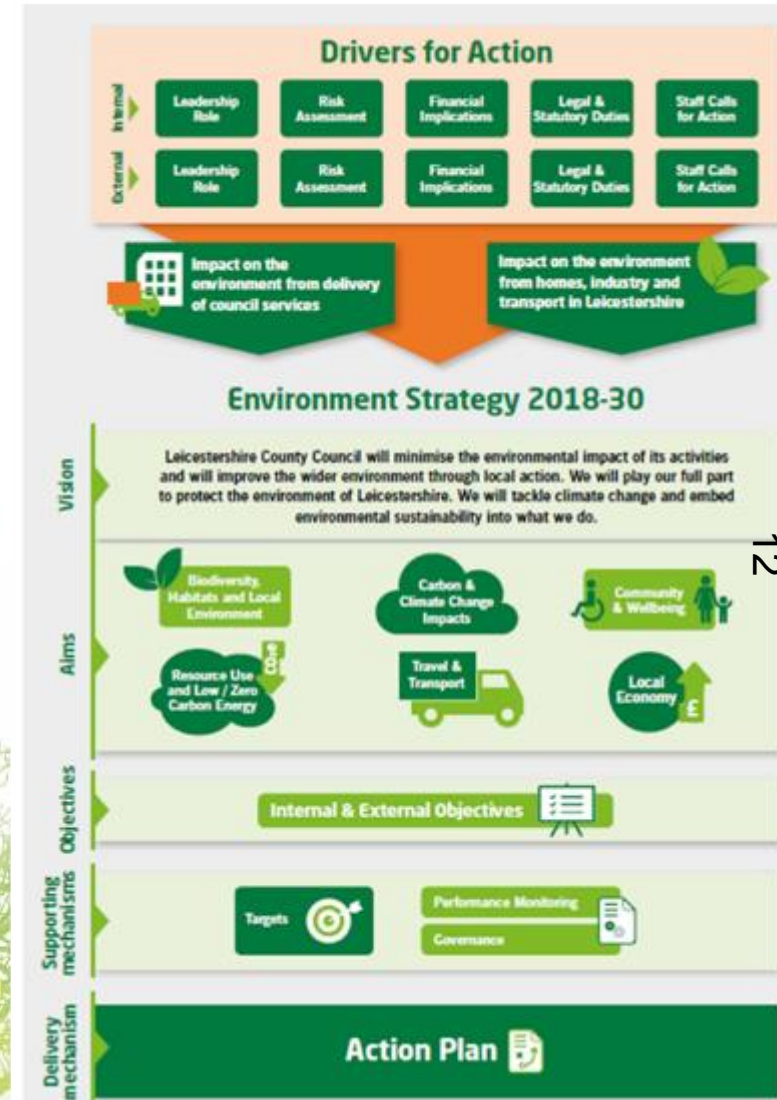 Drivers for Action
Internal
Leadership
Role
Risk
Assessment
Financial
Implications
Legal &
Statutory Duties
Staff Calls
for Action
External
Leadership
Role
Risk
Assessment
Financial
Implications
Legal &
Statutory Duties
Staff Calls
for Action
Impact on the
environment from delivery
of council services
Impact on the environment
from homes, industry and
transport in Leicestershire
Environment Strategy 2018-30
Vision
Leicestershire County Council will minimise the environmental impact of its activities
and will improve the wider environment through local action. We will play our full part
to protect the environment of Leicestershire. We will tackle climate change and embed
environmental sustainability into what we do.
12
Aims
Biodiversity,
Habitats and Local
Environment
Carbon &
Climate Change
Impacts
Community
& Wellbeing
Resource Use
and Low / Zero
Carbon Energy
CO2e
Travel &
Transport
Local
Economy
£
Objectives
Internal & External Objectives
Supporting
mechanisms
Targets
Performance Monitoring
Governance
Delivery
mechanism
Action Plan